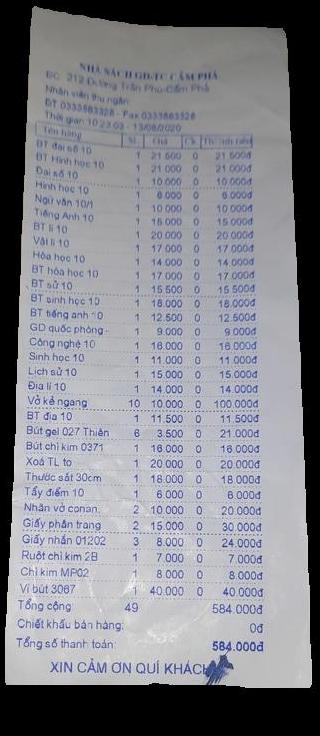 NHÀ SÁCH GD-TC CẨM PHẢ
ĐC 212 Đường Trần Phú-Cẩm Phả
Nhân viên thu ngân
ĐT 0333863328 - Fax 0333863528
Thời gian 10:23:03 - 13/08/2020
Tên hàng SL Giá Ck Thành tiền
BT đại số 10 1 21.500 0 21.500đ
BT Hình học 10 1 21.000 0 21.000đ
Đại số 10 1 10.000 0 10.000đ
Hình học 10 1 6.000 0 6.000đ
Ngữ văn 10/1 1 10.000 0 10.000đ
Tiếng Anh 10 1 15.000 0 15.000đ
BT lí 10 1 20.000 0 20.000đ
Vật lí 10 1 17.000 0 17.000đ
Hóa học 10 1 14.000 0 14.000đ
BT hóa học 10 1 17.000 0 17.000đ
BT sử 10 1 15.500 0 15.500đ
BT sinh học 10 1 18.000 0 18.000đ
BT tiếng anh 10 1 12.500 0 12.500đ
GD quốc phòng - 1 9.000 0 9.000đ
Công nghệ 10 1 16.000 0 16.000đ
Sinh học 10 1 11.000 0 11.000đ
Lịch sử 10 1 15.000 0 15.000đ
Địa lí 10 1 14.000 0 14.000đ
Vở kẻ ngang 10 10.000 0 100.000đ
BT địa 10 1 11.500 0 11.500đ
Bút gel 027 Thiên 6 3.500 0 21.000đ
Bút chì kim 0371 1 16.000 0 16.000đ
Xoá TL to 1 20.000 0 20.000đ
Thước sắt 30cm 1 18.000 0 18.000đ
Tẩy điểm 10 1 6.000 0 6.000đ
Nhãn vở conan 2 10.000 0 20.000đ
Giấy phân trang 2 15.000 0 30.000đ
Giấy nhắn 01202 3 8.000 0 24.000đ
Ruột chì kim 2B 1 7.000 0 7.000đ
Chì kim MP02 1 8.000 0 8.000đ
Ví bút 3067 1 40.000 0 40.000đ
Tổng cộng: 49 584.000đ
Chiết khấu bán hàng: 0đ
Tổng số thanh toán: 584.000đ
XIN CẢM ƠN QUÍ KHÁCH